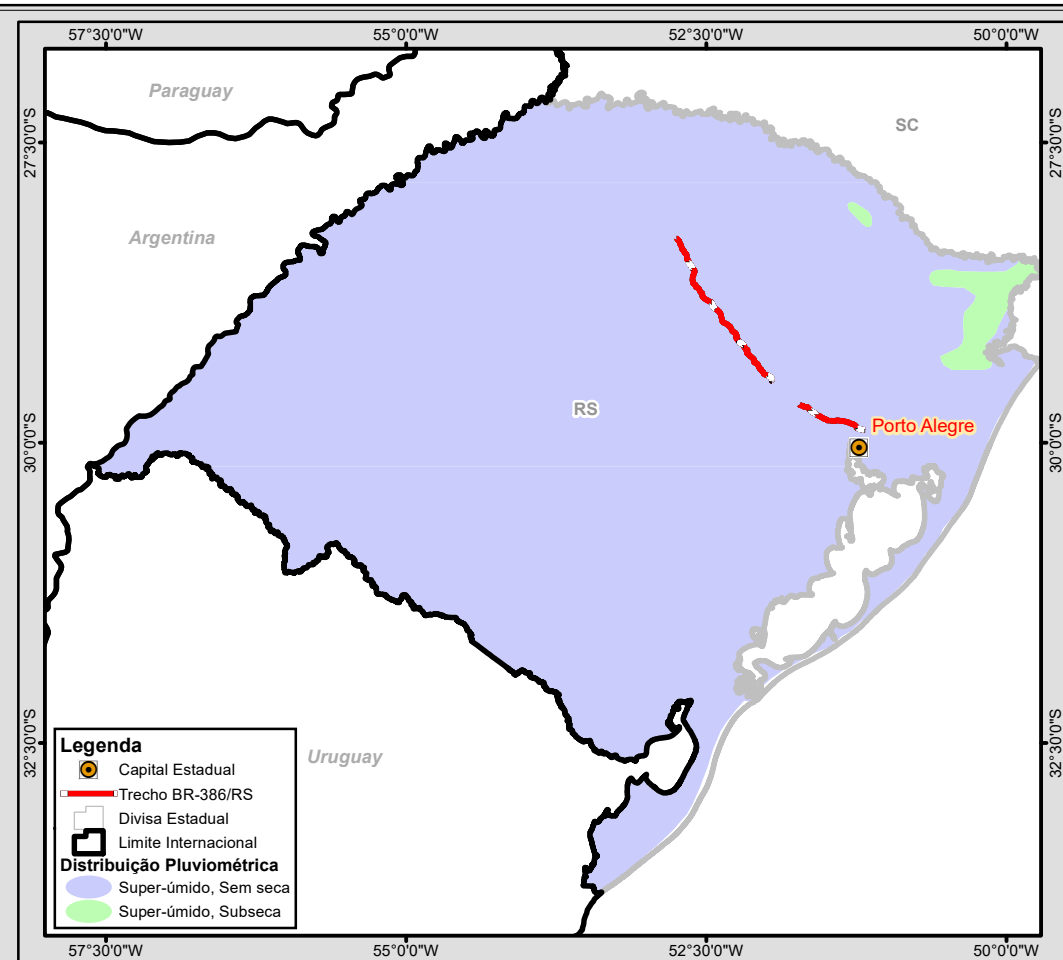 57°30'0"W
55°0'0"W
52°30'0"W
50°0'0"W
Paraguay
SC
27°30'0"S
27°30'0"S
Argentina
RS
Porto Alegre
30°0'0"S
30°0'0"S
32°30'0"S
32°30'0"S
Uruguay
Legenda
Capital Estadual
Trecho BR-386/RS
Divisa Estadual
Limite Internacional
Distribuição Pluviométrica
Super-úmido, Sem seca
Super-úmido, Subseca
57°30'0"W
55°0'0"W
52°30'0"W
50°0'0"W